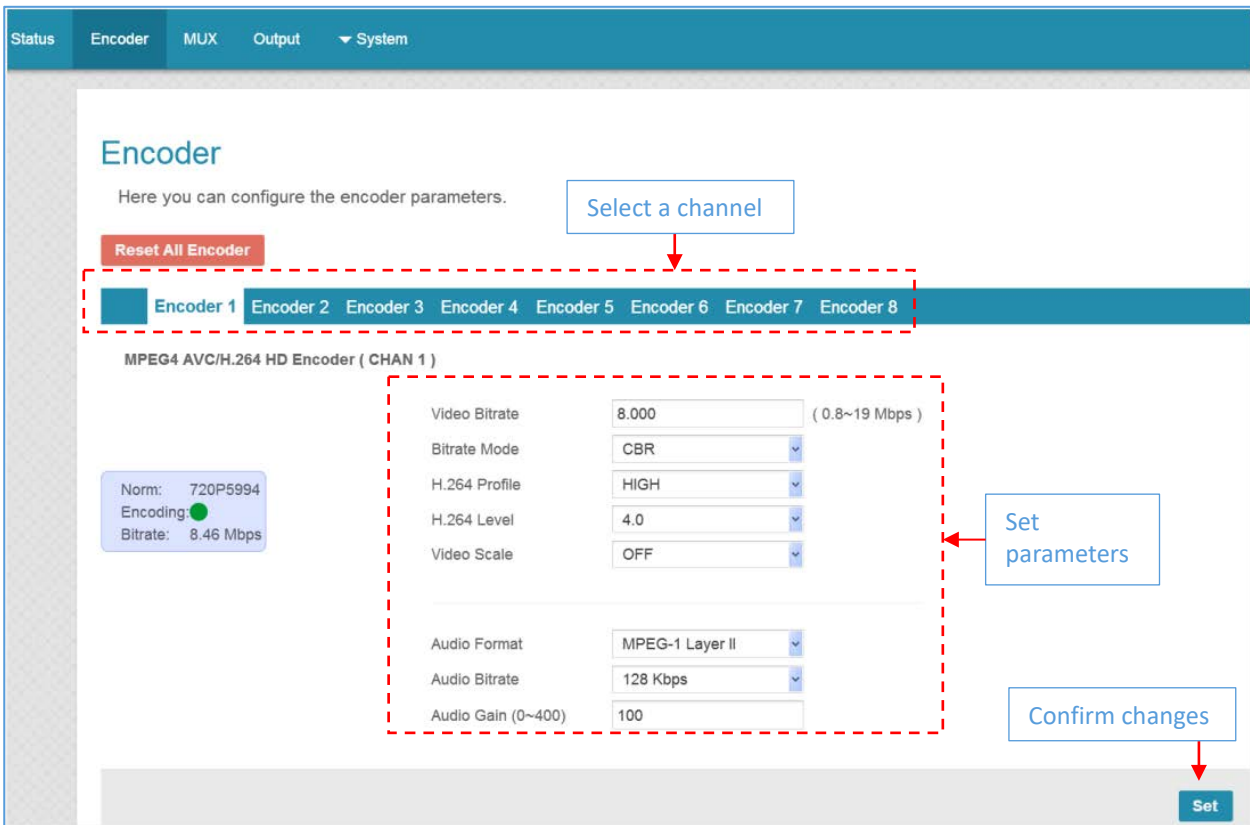 Status Encoder MUX Output System
Encoder
Here you can configure the encoder parameters.
Select a channel
Reset All Encoder
Encoder 1 Encoder 2 Encoder 3 Encoder 4 Encoder 5 Encoder 6 Encoder 7 Encoder 8
MPEG4 AVC/H.264 HD Encoder ( CHAN 1 )
Video Bitrate 8.000 ( 0.8~19 Mbps )
Bitrate Mode CBR
H.264 Profile HIGH
H.264 Level 4.0
Video Scale OFF
Norm: 720P5994
Encoding:
Bitrate: 8.46 Mbps
Set
parameters
Audio Format MPEG-1 Layer II
Audio Bitrate 128 Kbps
Audio Gain (0~400) 100
Confirm changes
Set